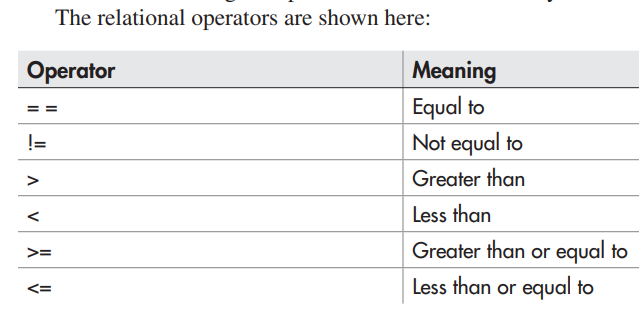 The relational operators are shown here:
Operator Meaning
= = Equal to
!= Not equal to
> Greater than
< Less than
>= Greater than or equal to
<= Less than or equal to